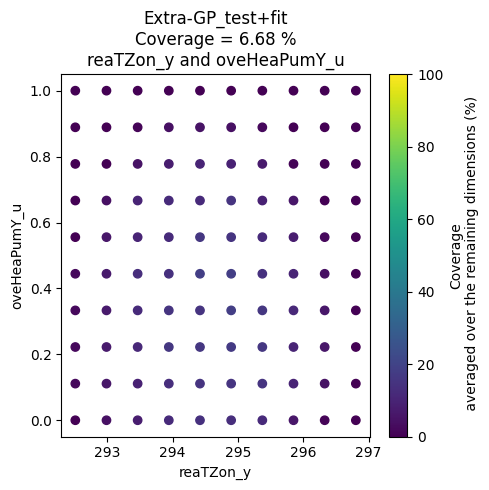 Extra-GP_test+fit
Coverage = 6.68 %
reaTZon_y and oveHeaPumY_u
1.0
0.8
0.6
0.4
0.2
0.0
oveHeaPumY_u
293
294
295
296
297
reaTZon_y
100
80
60
40
20
0
Coverage
averaged over the remaining dimensions (%)